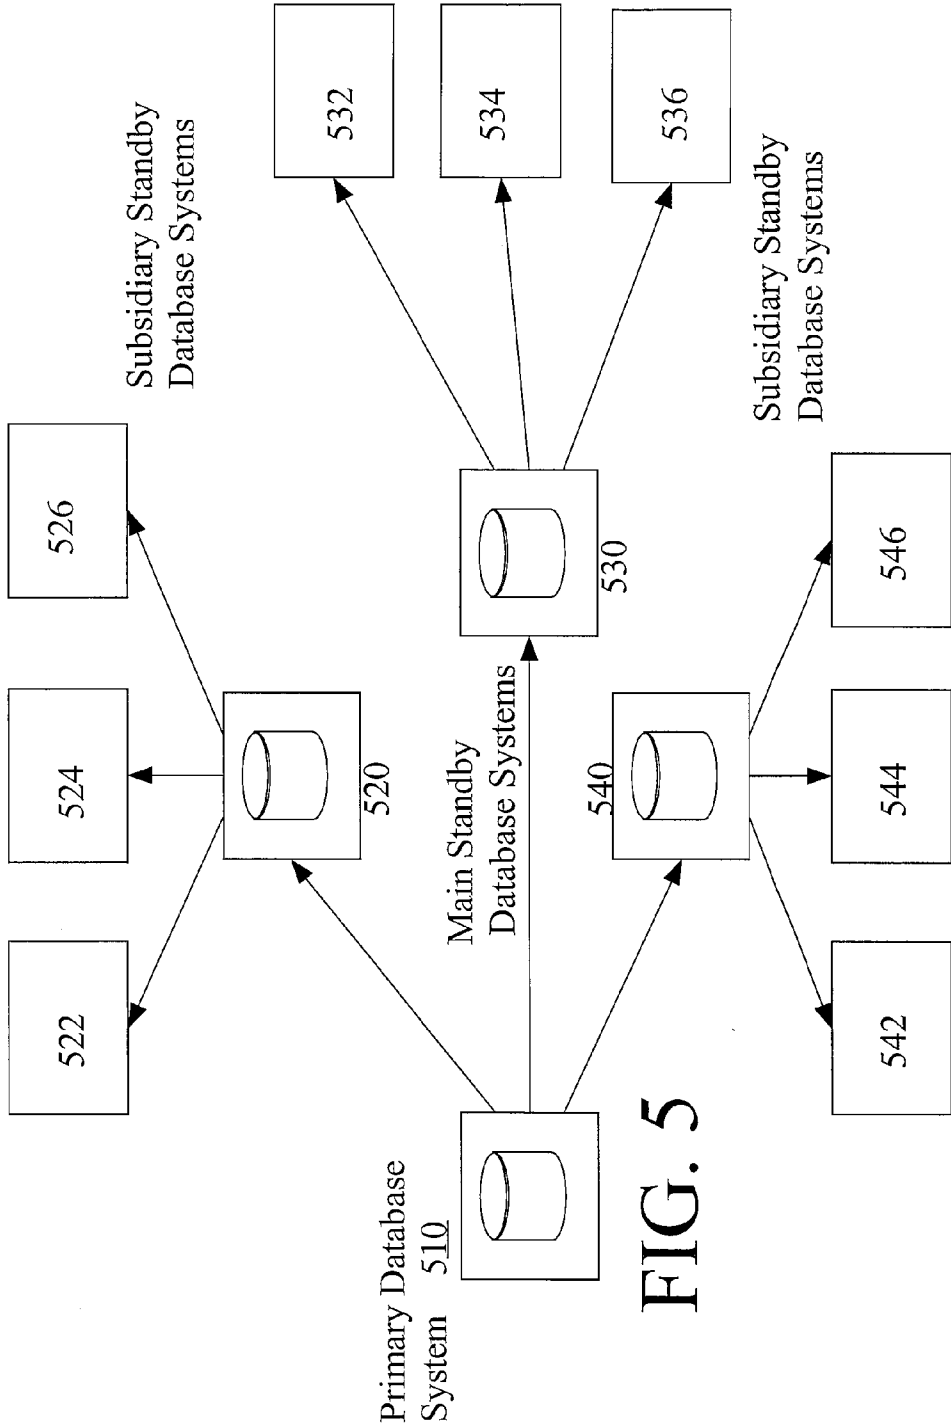 522
524
526
Subsidiary Standby
Database Systems
520
Primary Database
System 510
Main Standby
Database Systems
530
532
534
536
540
Subsidiary Standby
Database Systems
542
544
546
FIG. 5